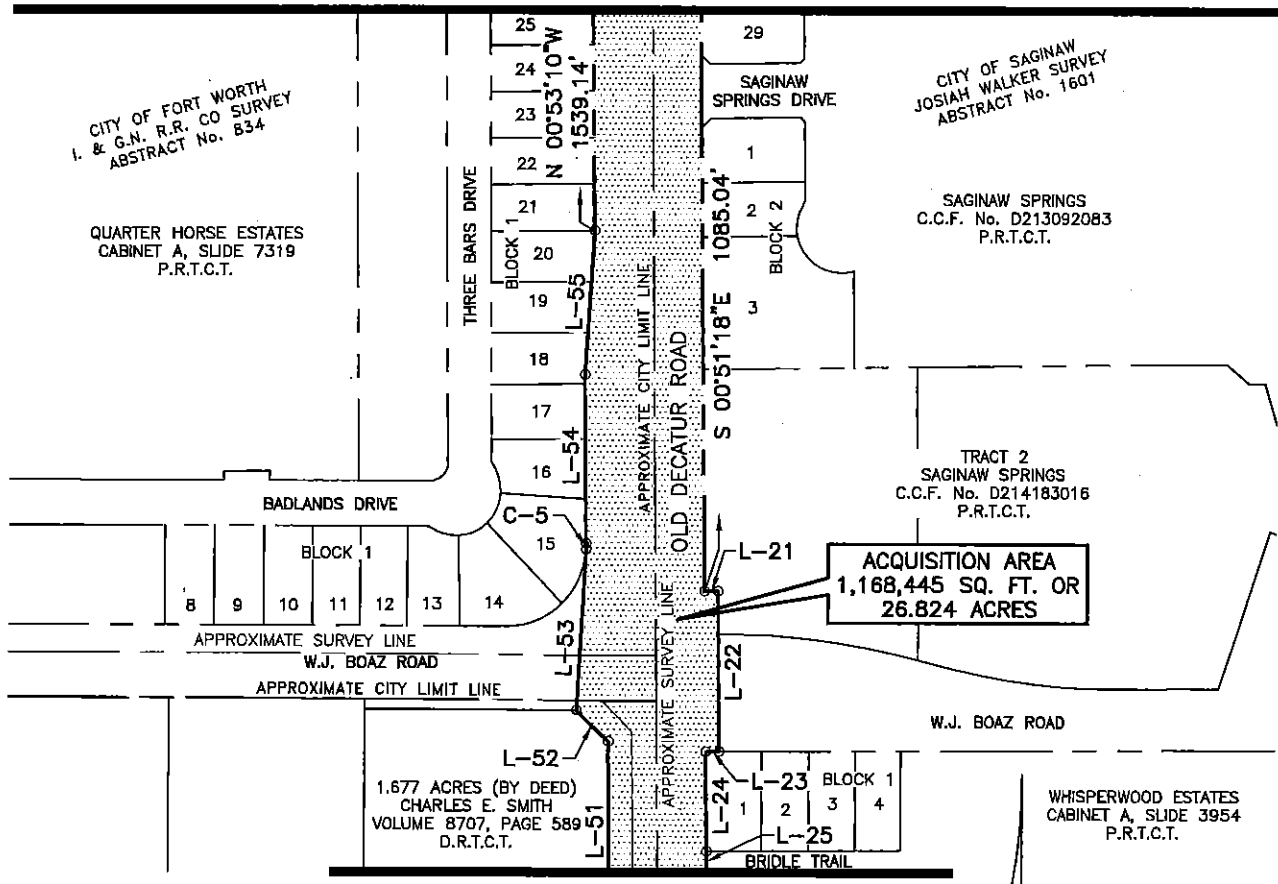 25
24
23
22
21
20
19
18
17
16
15
BLOCK 1
THREE BARS DRIVE
N 00°53'10"W
1539.14'
CITY OF FORT WORTH
I. & G.N. R.R. CO SURVEY
ABSTRACT No. 834
QUARTER HORSE ESTATES
CABINET A, SLIDE 7319
P.R.T.C.T.
L-55
L-54
C-5
L-53
L-52
L-51
APPROXIMATE CITY LIMIT LINE
OLD DECATUR ROAD
APPROXIMATE SURVEY LINE
APPROXIMATE SURVEY LINE
S 00°51'18"E 1085.04'
29
SAGINAW
SPRINGS DRIVE
1
2
3
BLOCK 2
CITY OF SAGINAW
JOSIAH WALKER SURVEY
ABSTRACT No. 1601
SAGINAW SPRINGS
C.C.F. No. D213092083
P.R.T.C.T.
TRACT 2
SAGINAW SPRINGS
C.C.F. No. D214183016
P.R.T.C.T.
L-21
ACQUISITION AREA
1,168,445 SQ. FT. OR
26.824 ACRES
BADLANDS DRIVE
BLOCK 1
8
9
10
11
12
13
14
APPROXIMATE SURVEY LINE
W.J. BOAZ ROAD
APPROXIMATE CITY LIMIT LINE
1.677 ACRES (BY DEED)
CHARLES E. SMITH
VOLUME 8707, PAGE 589
D.R.T.C.T.
L-22
W.J. BOAZ ROAD
L-23
L-24
L-25
BLOCK 1
1
2
3
4
BRIDLE TRAIL
WHISPERWOOD ESTATES
CABINET A, SLIDE 3954
P.R.T.C.T.